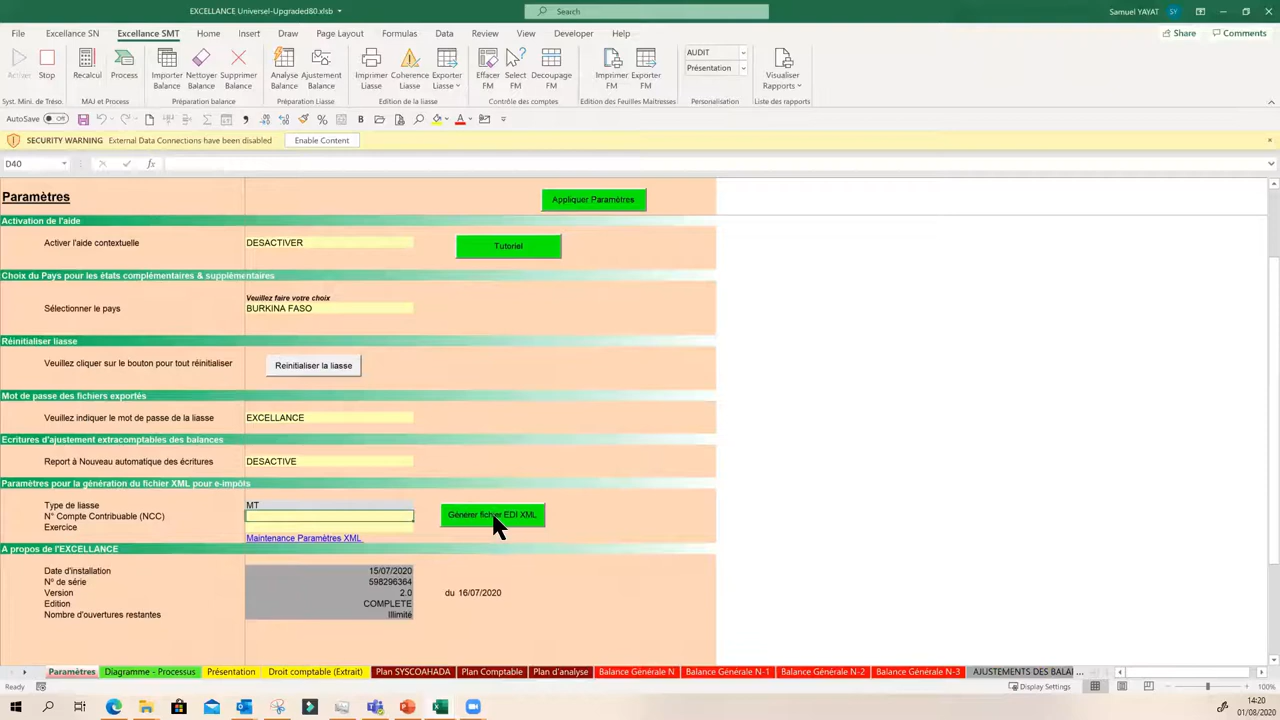 EXCELLANCE Universel-Upgraded80.xlsb
Search
Samuel YAYAT
SY
File Excellance SN Excellance SMT Home Insert Draw Page Layout Formulas Data Review View Developer Help
Share Comments
Action Stop Recalcul Process Importer Balance Nettoyer Balance Supprimer Balance Analyse Balance Ajustement Balance Imprimer Liasse Coherence Liasse Exporter Liasse Effacer FM Select FM Decoupage FM Imprimer FM Exporter FM AUDIT Présentation Visualiser Rapports
Syst. Mini. de Tréso. MAJ et Process Préparation balance Préparation Liasse Edition de la liasse Contrôle des comptes Edition des Feuilles Maitresses Personalisation Liste des rapports
AutoSave Off
SECURITY WARNING External Data Connections have been disabled Enable Content
D40 fx
Paramètres
Appliquer Paramètres
Activation de l'aide
Activer l'aide contextuelle DESACTIVER Tutoriel
Choix du Pays pour les ètats complémentaires & supplémentaires
Veuillez faire votre choix
Sélectionner le pays BURKINA FASO
Réinitialiser liasse
Veuillez cliquer sur le bouton pour tout réinitialiser Reinitialiser la liasse
Mot de passe des fichiers exportés
Veuillez indiquer le mot de passe de la liasse EXCELLANCE
Ecritures d'ajustement extracomptables des balances
Report à Nouveau automatique des écritures DESACTIVE
Paramètres pour la génération du fichier XML pour e-impôts
Type de liasse MT
N° Compte Contribuable (NCC) Générer fichier EDI XML
Exercice
Maintenance Paramètres XML
A propos de l'EXCELLANCE
Date d'installation 15/07/2020
N° de série 598296364
Version 2.0 du 16/07/2020
Edition COMPLETE
Nombre d'ouvertures restantes Illimité
Paramètres Diagramme - Processus Présentation Droit comptable (Extrait) Plan SYSCOAHADA Plan Comptable Plan d'analyse Balance Générale N Balance Générale N-1 Balance Générale N-2 Balance Générale N-3 AJUSTEMENTS DES BALAI ...
Ready Display Settings 100%
14:20
01/08/2020